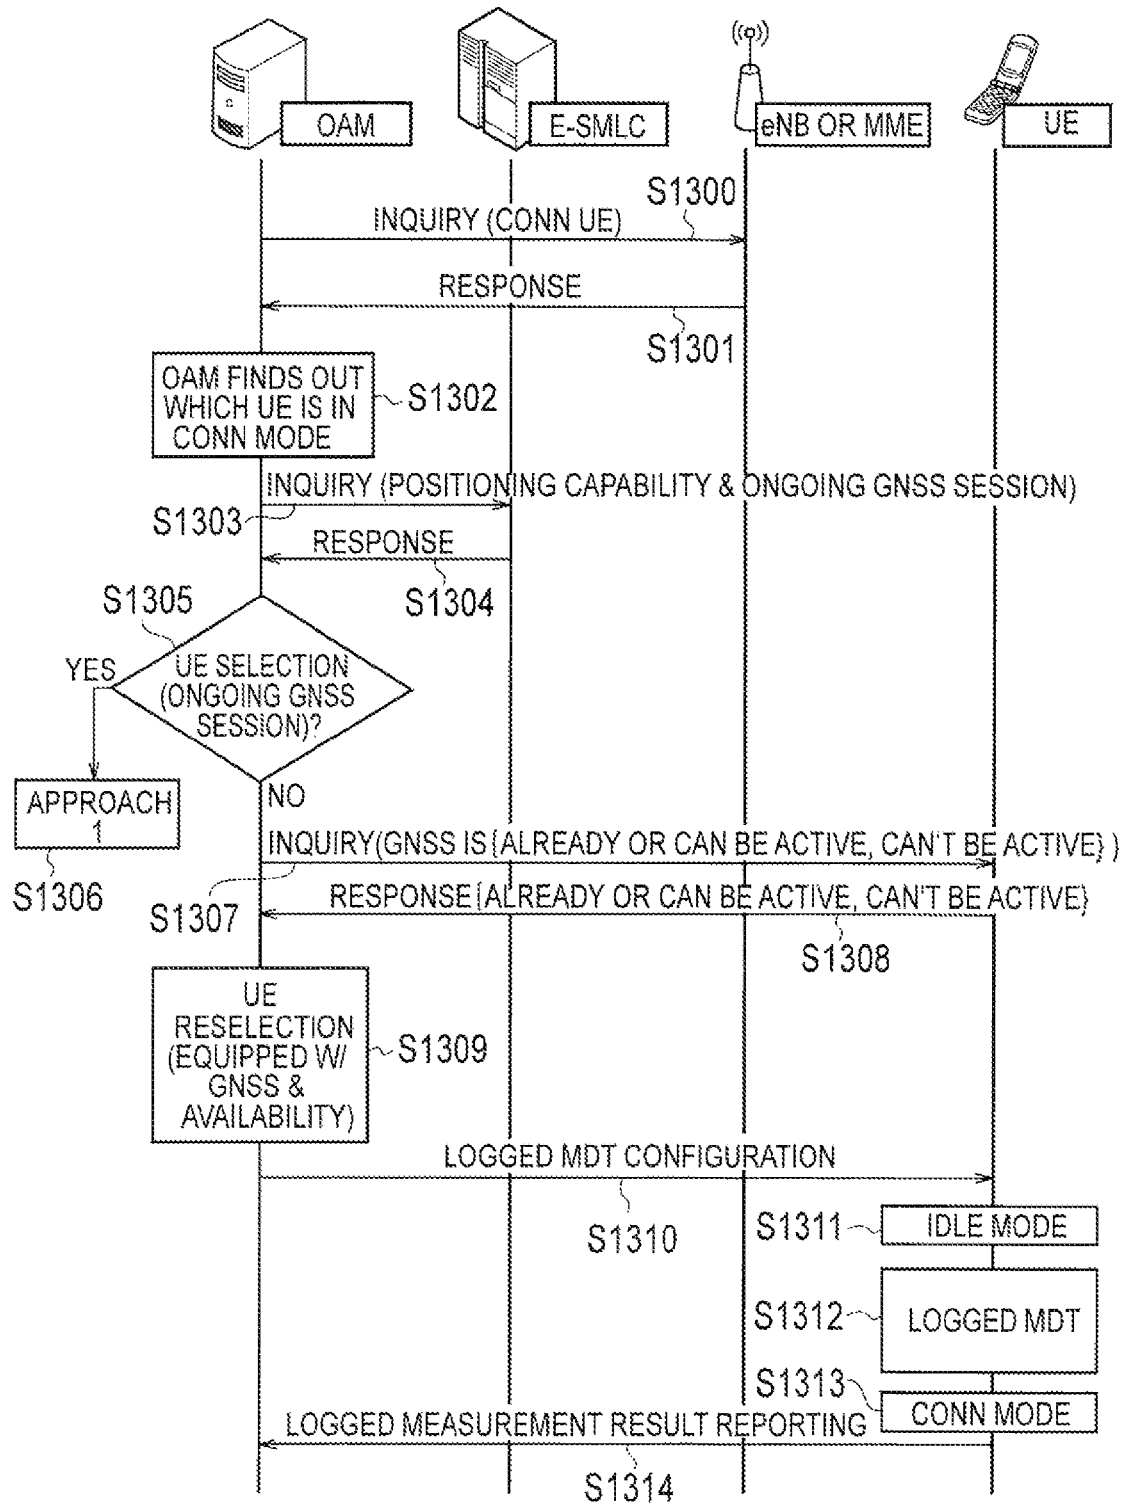 OAM
E-SMLC
eNB OR MME
UE
S1300
INQUIRY (CONN UE)
RESPONSE
S1301
OAM FINDS OUT
WHICH UE IS IN
CONN MODE
S1302
INQUIRY (POSITIONING CAPABILITY & ONGOING GNSS SESSION)
S1303
RESPONSE
S1304
S1305
YES
UE SELECTION
(ONGOING GNSS
SESSION)?
NO
APPROACH
1
S1306
INQUIRY(GNSS IS{ALREADY OR CAN BE ACTIVE, CAN'T BE ACTIVE})
S1307
RESPONSE{ALREADY OR CAN BE ACTIVE, CAN'T BE ACTIVE}
S1308
UE
RESELECTION
(EQUIPPED W/
GNSS &
AVAILABILITY)
S1309
LOGGED MDT CONFIGURATION
S1310
S1311
IDLE MODE
S1312
LOGGED MDT
S1313
CONN MODE
LOGGED MEASUREMENT RESULT REPORTING
S1314